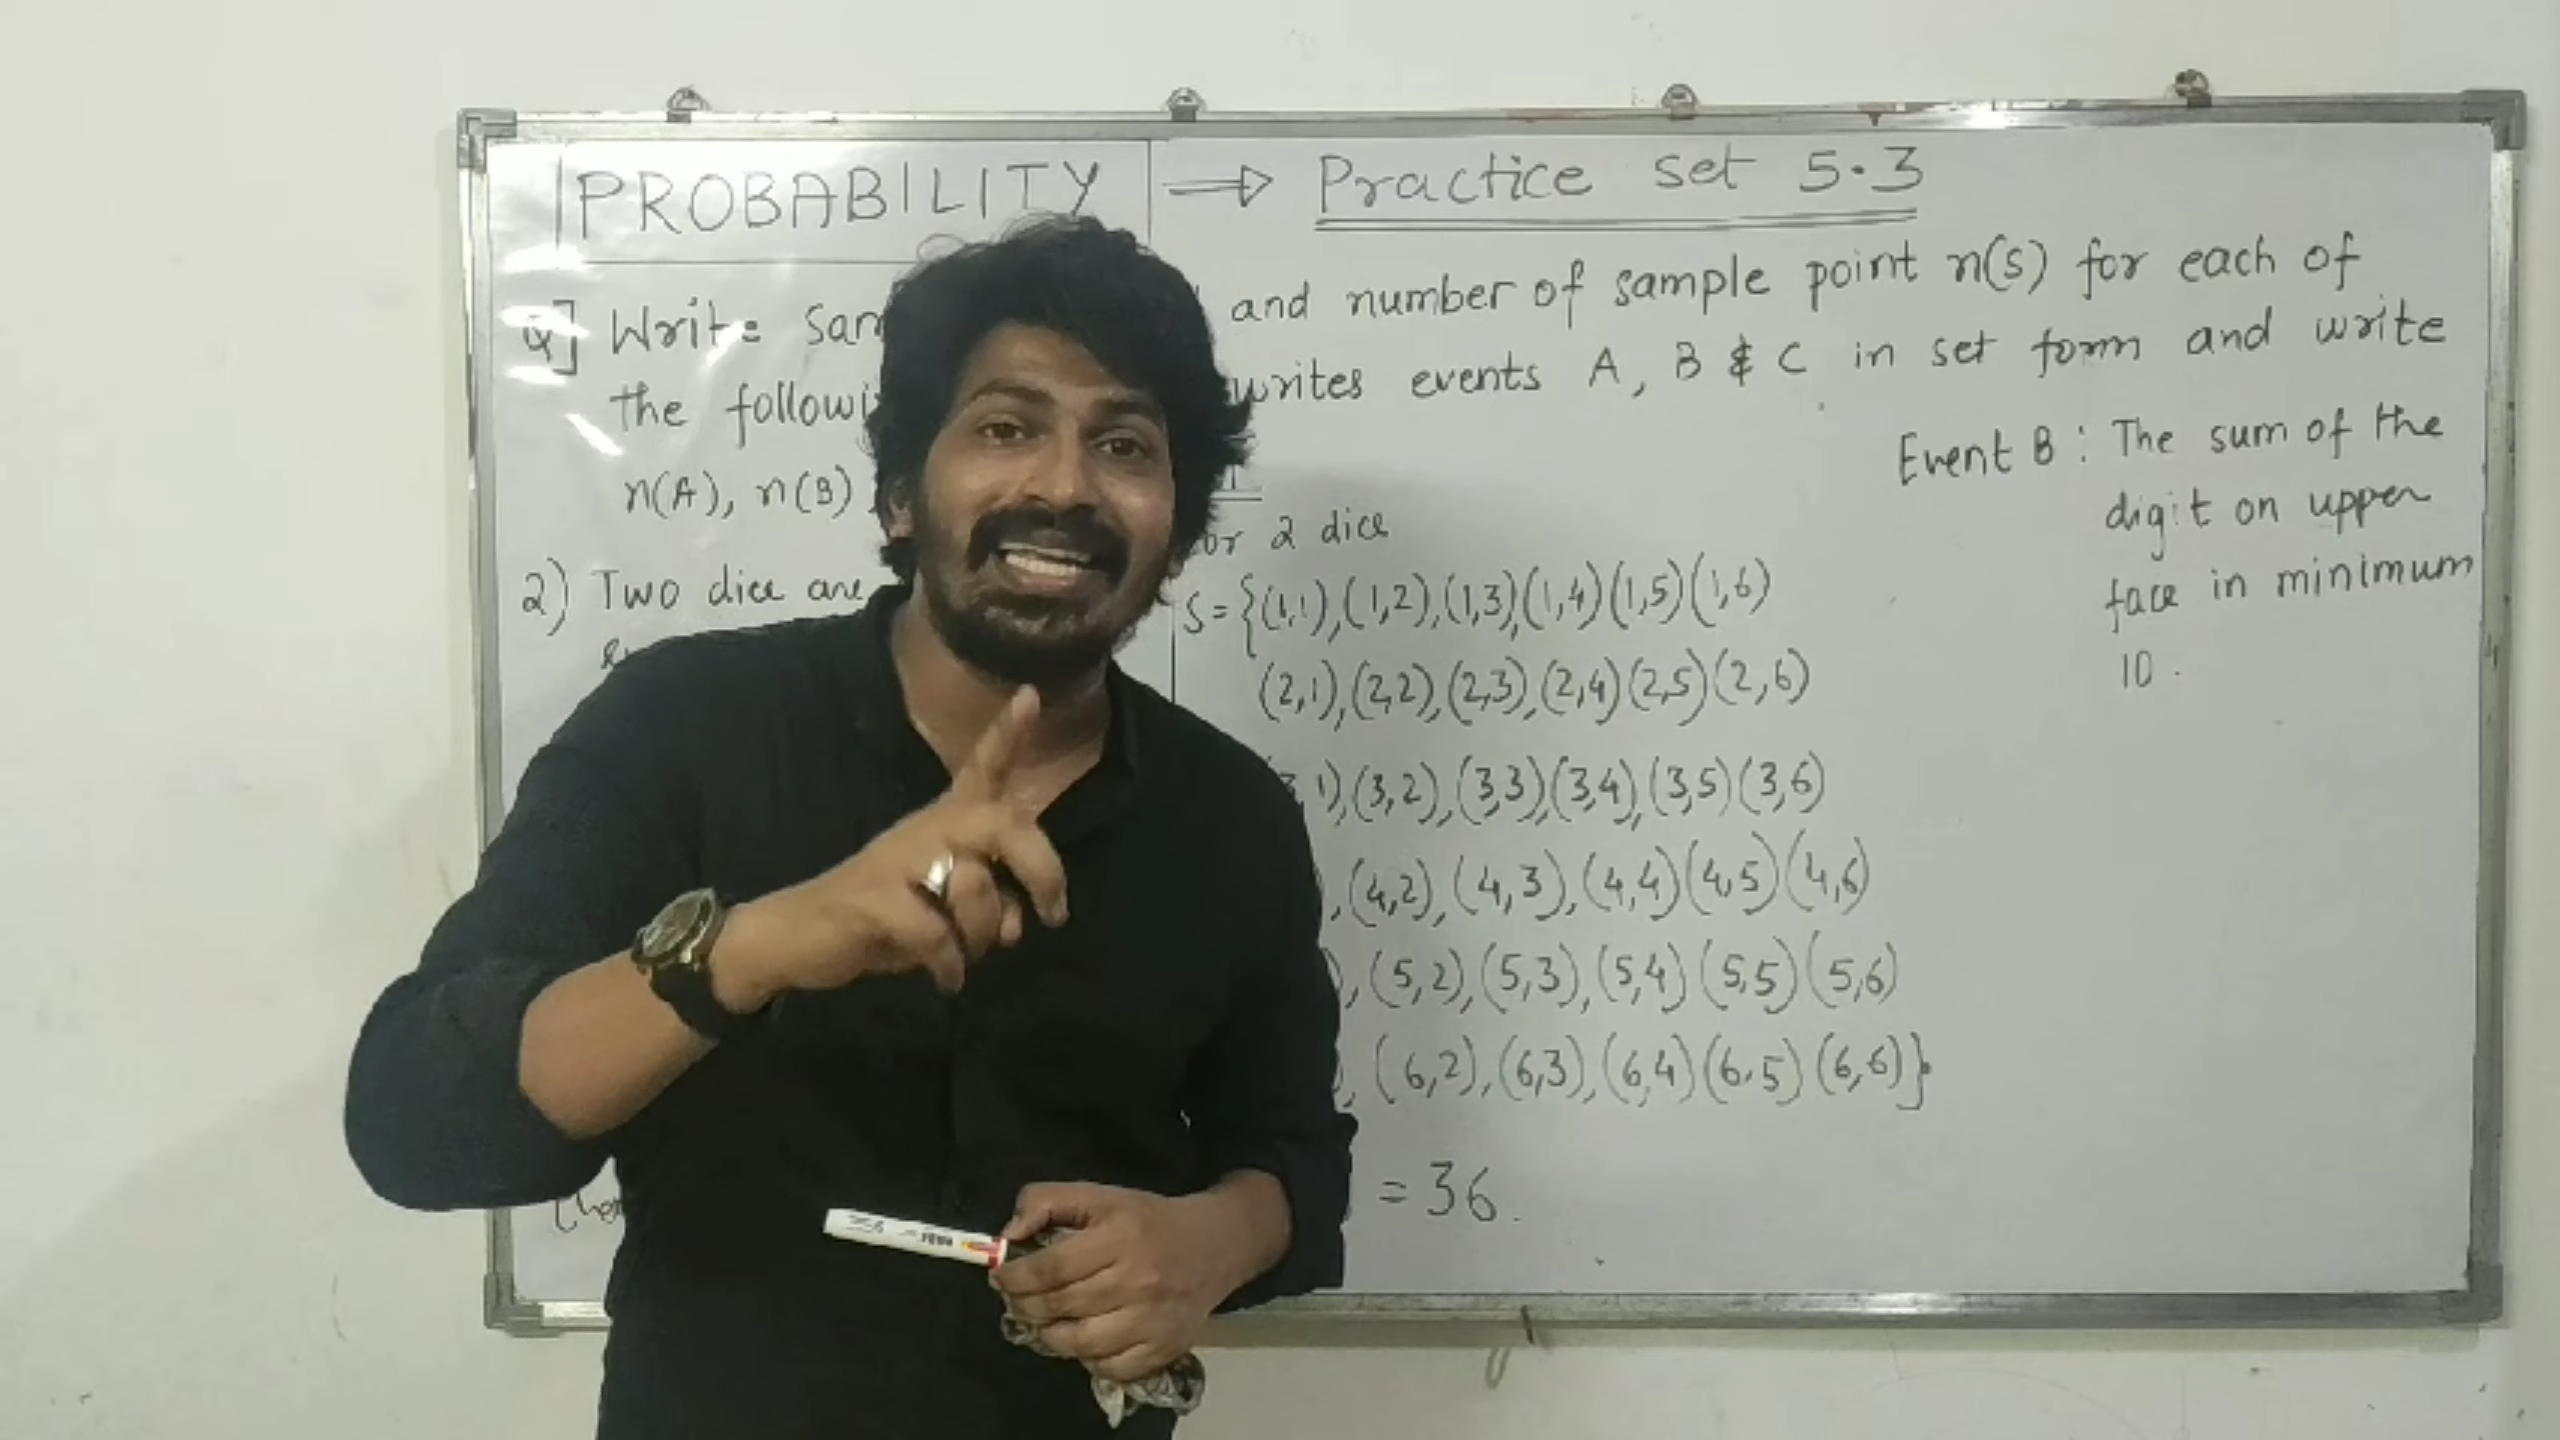 PROBABILITY ⇒ Practice set 5.3
Q] Write and number of sample point n(S) for each of
the writes events A, B & C in set form and write
n(A), n(B)
2) Two dice are
or 2 dice
S = {(1,1),(1,2),(1,3),(1,4)(1,5)(1,6)
(2,1),(2,2),(2,3),(2,4)(2,5)(2,6)
1),(3,2),(3,3)(3,4),(3,5)(3,6)
,(4,2),(4,3),(4,4)(4,5)(4,6)
),(5,2),(5,3),(5,4)(5,5)(5,6)
),(6,2),(6,3),(6,4)(6,5)(6,6)}.
= 36.
Event B : The sum of the
digit on upper
face in minimum
10.